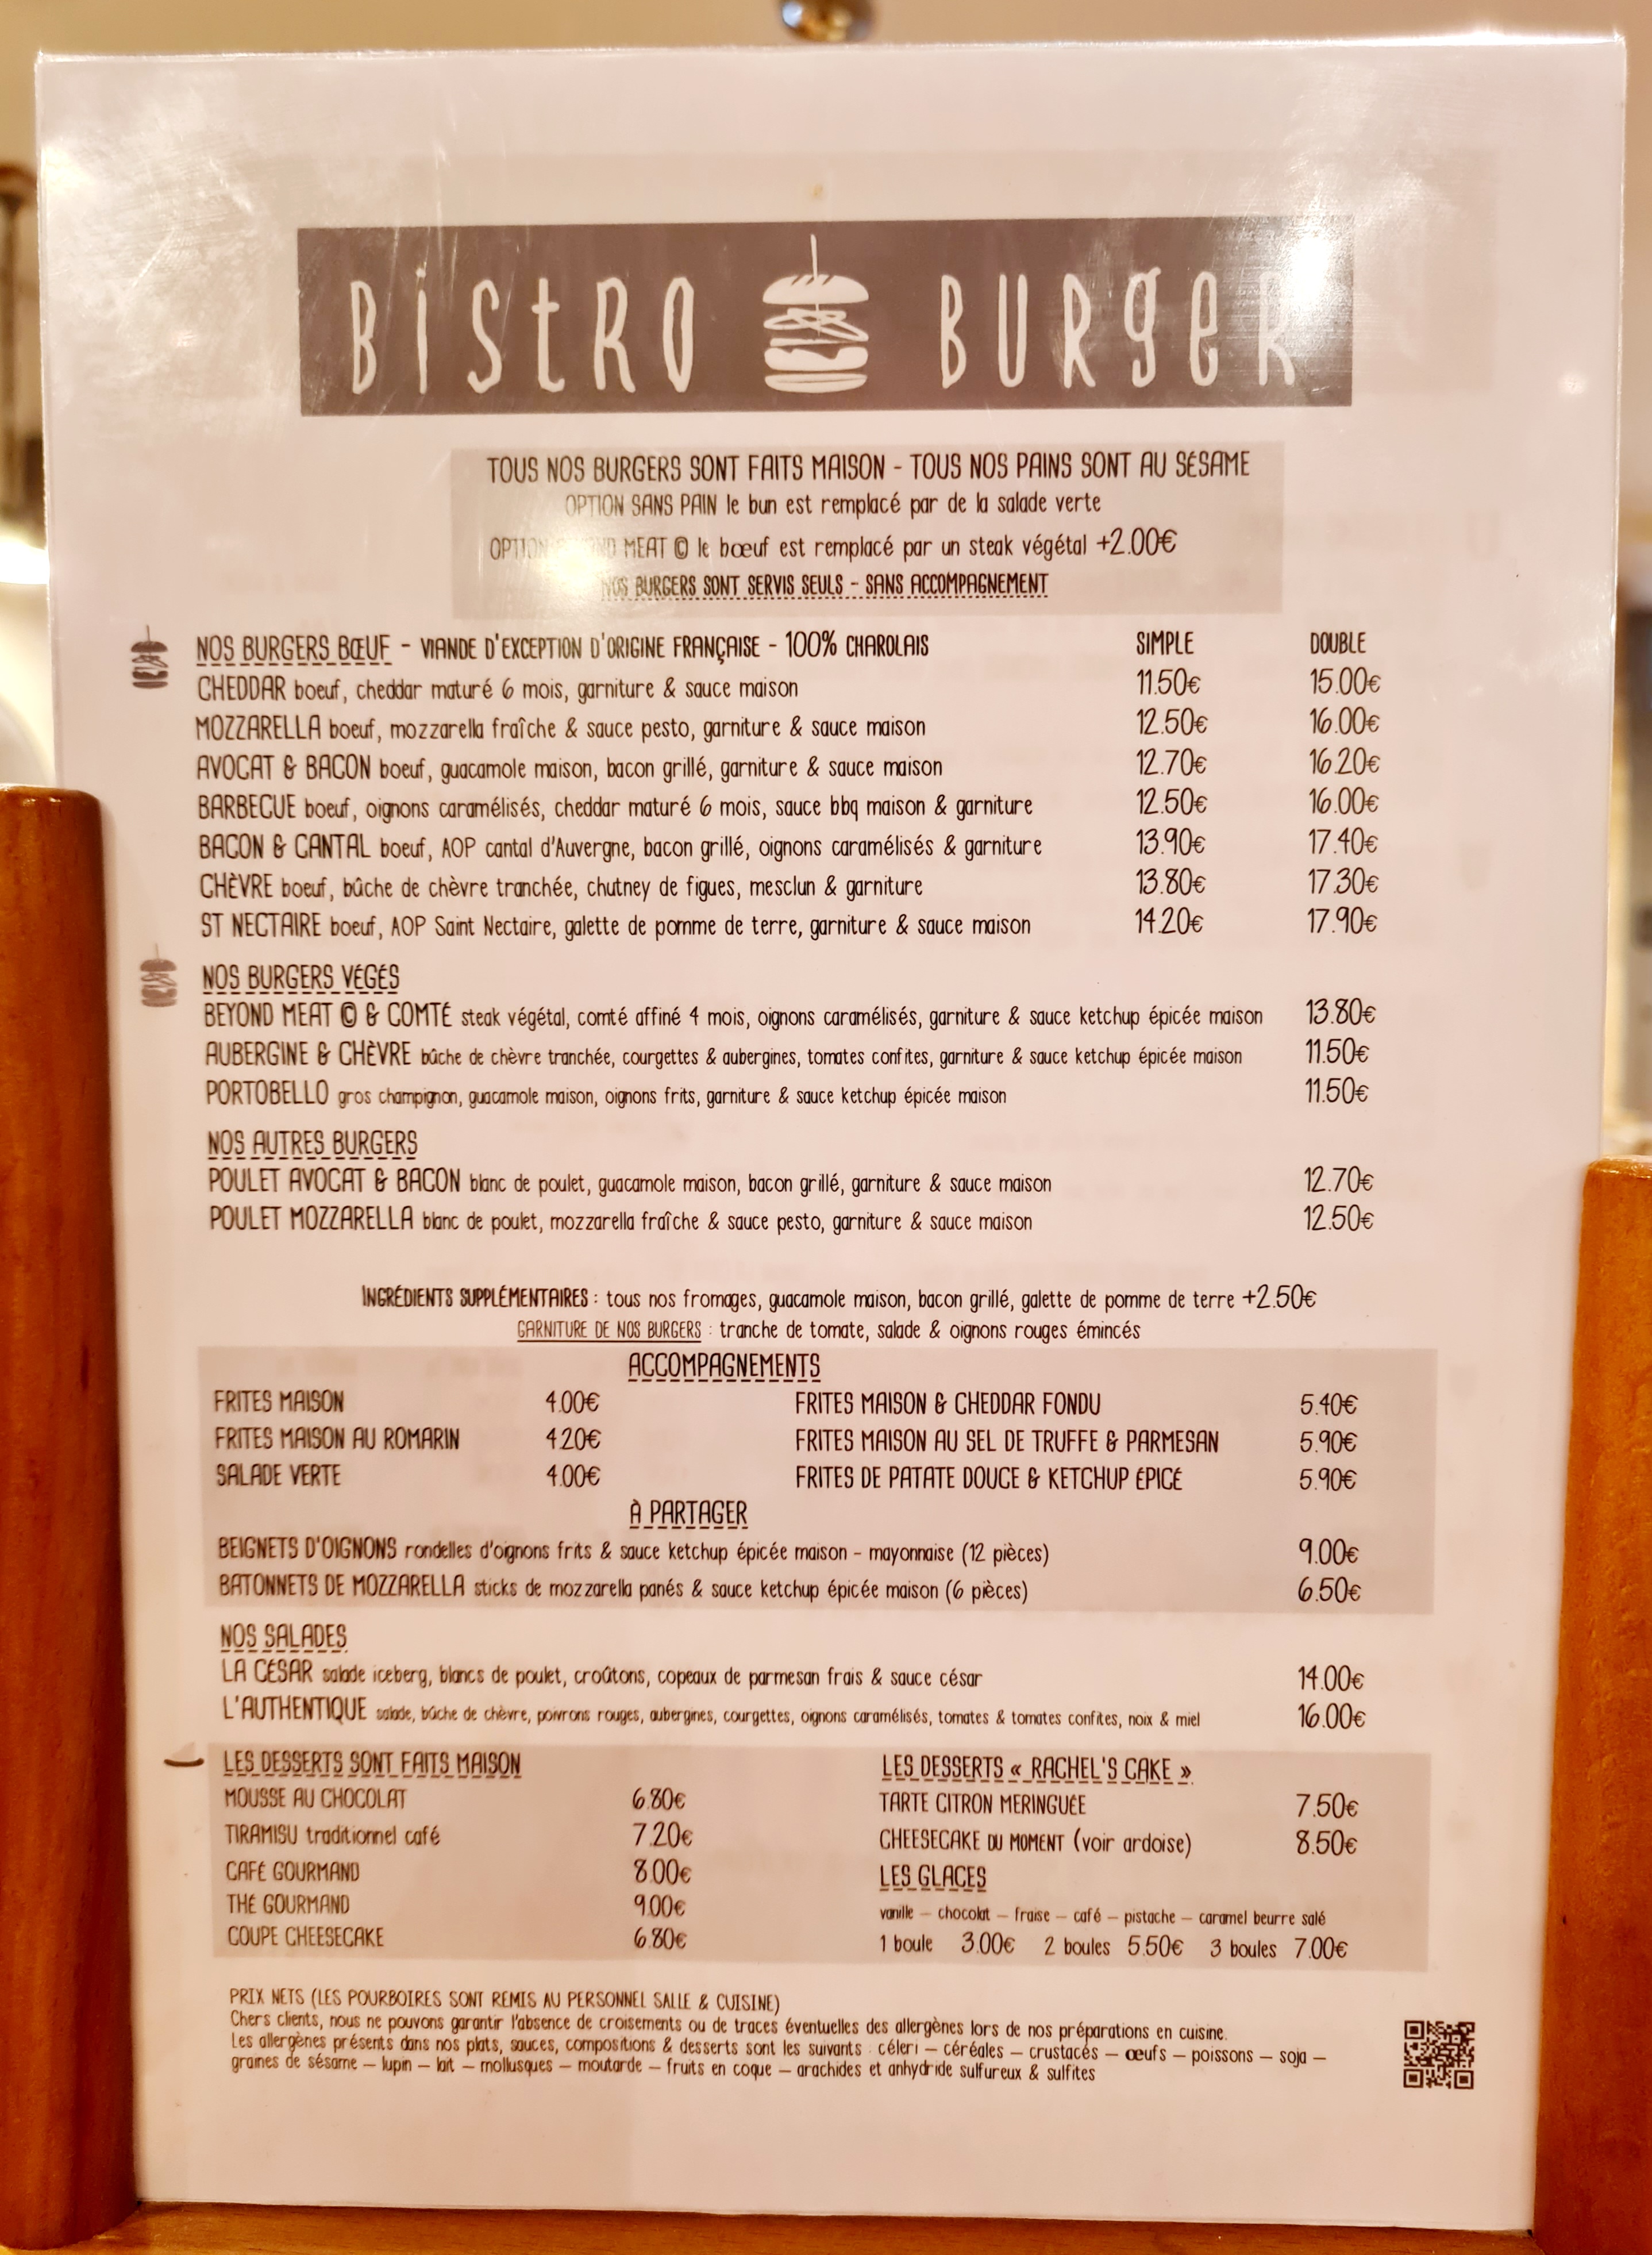 BiStRO BURgeR
TOUS NOS BURGERS SONT FAITS MAISON - TOUS NOS PAINS SONT AU SÉSAME
OPTION SANS PAIN le bun est remplacé par de la salade verte
OPTION MEAT © le bœuf est remplacé par un steak végétal +2.00€
NOS BURGERS SONT SERVIS SEULS - SANS ACCOMPAGNEMENT
NOS BURGERS BŒUF - VIANDE D'EXCEPTION D'ORIGINE FRANÇAISE - 100% CHAROLAIS SIMPLE DOUBLE
CHEDDAR boeuf, cheddar maturé 6 mois, garniture & sauce maison 11.50€ 15.00€
MOZZARELLA boeuf, mozzarella fraîche & sauce pesto, garniture & sauce maison 12.50€ 16.00€
AVOCAT & BACON boeuf, guacamole maison, bacon grillé, garniture & sauce maison 12.70€ 16.20€
BARBECUE boeuf, oignons caramélisés, cheddar maturé 6 mois, sauce bbq maison & garniture 12.50€ 16.00€
BACON & CANTAL boeuf, AOP cantal d'Auvergne, bacon grillé, oignons caramélisés & garniture 13.90€ 17.40€
CHÈVRE boeuf, bûche de chèvre tranchée, chutney de figues, mesclun & garniture 13.80€ 17.30€
ST NECTAIRE boeuf, AOP Saint Nectaire, galette de pomme de terre, garniture & sauce maison 14.20€ 17.90€
NOS BURGERS VÉGÉS
BEYOND MEAT © & COMTÉ steak végétal, comté affiné 4 mois, oignons caramélisés, garniture & sauce ketchup épicée maison 13.80€
AUBERGINE & CHÈVRE bûche de chèvre tranchée, courgettes & aubergines, tomates confites, garniture & sauce ketchup épicée maison 11.50€
PORTOBELLO gros champignon, guacamole maison, oignons frits, garniture & sauce ketchup épicée maison 11.50€
NOS AUTRES BURGERS
POULET AVOCAT & BACON blanc de poulet, guacamole maison, bacon grillé, garniture & sauce maison 12.70€
POULET MOZZARELLA blanc de poulet, mozzarella fraîche & sauce pesto, garniture & sauce maison 12.50€
INGRÉDIENTS SUPPLÉMENTAIRES : tous nos fromages, guacamole maison, bacon grillé, galette de pomme de terre +2.50€
GARNITURE DE NOS BURGERS : tranche de tomate, salade & oignons rouges émincés
ACCOMPAGNEMENTS
FRITES MAISON 4.00€ FRITES MAISON & CHEDDAR FONDU 5.40€
FRITES MAISON AU ROMARIN 4.20€ FRITES MAISON AU SEL DE TRUFFE & PARMESAN 5.90€
SALADE VERTE 4.00€ FRITES DE PATATE DOUCE & KETCHUP ÉPICÉ 5.90€
À PARTAGER
BEIGNETS D'OIGNONS rondelles d'oignons frits & sauce ketchup épicée maison - mayonnaise (12 pièces) 9.00€
BATONNETS DE MOZZARELLA sticks de mozzarella panés & sauce ketchup épicée maison (6 pièces) 6.50€
NOS SALADES
LA CÉSAR salade iceberg, blancs de poulet, croûtons, copeaux de parmesan frais & sauce césar 14.00€
L'AUTHENTIQUE salade, bûche de chèvre, poivrons rouges, aubergines, courgettes, oignons caramélisés, tomates & tomates confites, noix & miel 16.00€
LES DESSERTS SONT FAITS MAISON
MOUSSE AU CHOCOLAT 6.80€
TIRAMISU traditionnel café 7.20€
CAFÉ GOURMAND 8.00€
THÉ GOURMAND 9.00€
COUPE CHEESECAKE 6.80€
LES DESSERTS « RACHEL'S CAKE »
TARTE CITRON MERINGUÉE 7.50€
CHEESECAKE DU MOMENT (voir ardoise) 8.50€
LES GLACES
vanille – chocolat – fraise – café – pistache – caramel beurre salé
1 boule 3.00€ 2 boules 5.50€ 3 boules 7.00€
PRIX NETS (LES POURBOIRES SONT REMIS AU PERSONNEL SALLE & CUISINE)
Chers clients, nous ne pouvons garantir l'absence de croisements ou de traces éventuelles des allergènes lors de nos préparations en cuisine.
Les allergènes présents dans nos plats, sauces, compositions & desserts sont les suivants : céleri – céréales – crustacés – œufs – poissons – soja –
graines de sésame – lupin – lait – mollusques – moutarde – fruits en coque – arachides et anhydride sulfureux & sulfites